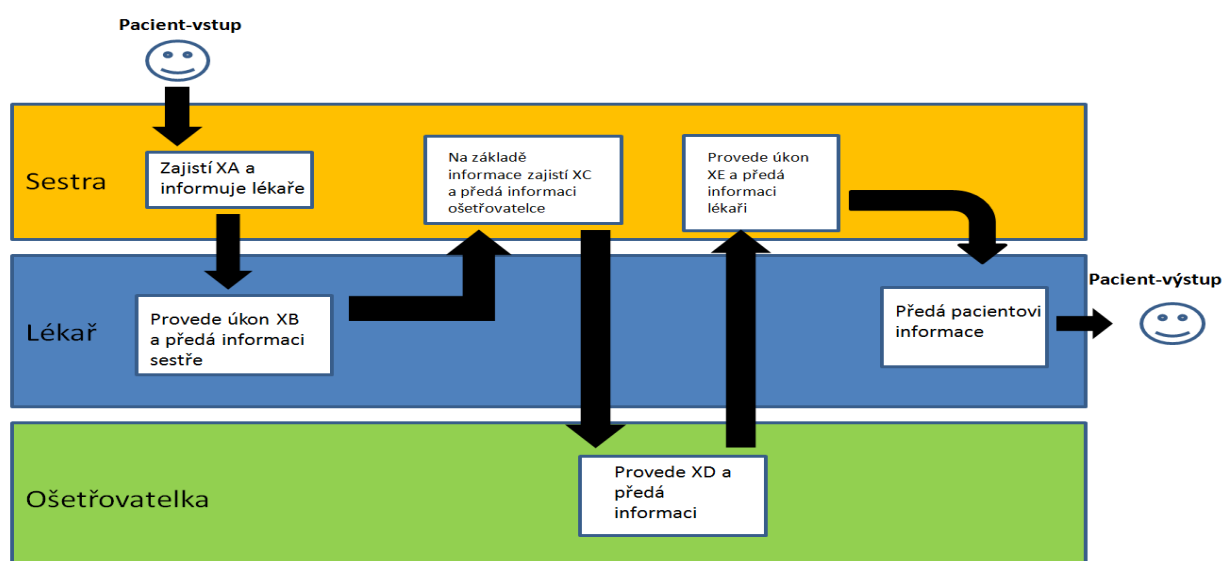 Pacient-vstup
Sestra
Zajistí XA a
informuje lékaře
Na základě
informace zajistí XC
a předá informaci
ošetřovatelce
Provede úkon
XE a předá
informaci
lékaři
Lékař
Provede úkon XB
a předá informaci
sestře
Předá pacientovi
informace
Pacient-výstup
Ošetřovatelka
Provede XD a
předá
informaci